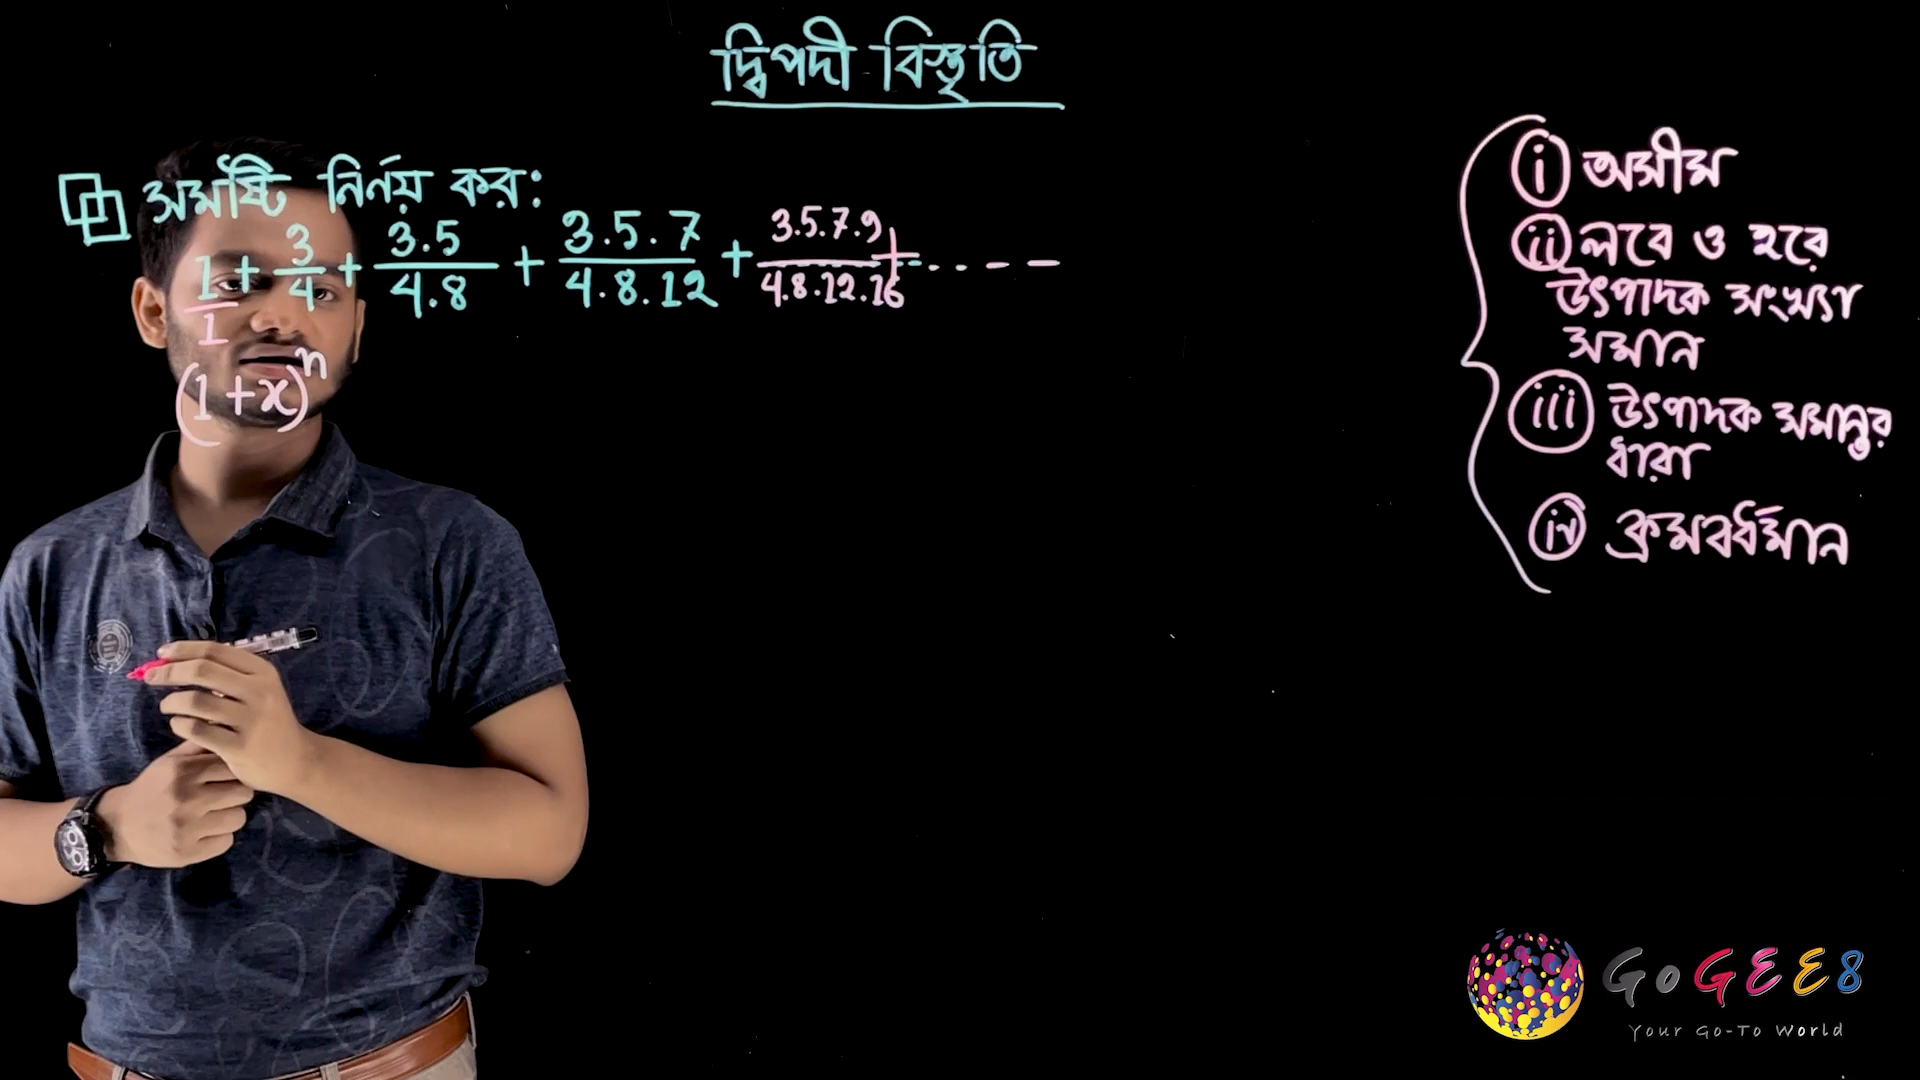 দ্বিপদী বিস্তৃতি
সমষ্টি নির্নয় কর:
1/1 + 3/4 + 3.5/4.8 + 3.5.7/4.8.12 + 3.5.7.9/4.8.12.16 + ......
(1+x)^n
i অসীম
ii লবে ও হরে
উৎপাদক সংখ্যা
সমান
iii উৎপাদক সমান্তর
ধারা
iv ক্রমবর্ধমান
GoGEE8
Your Go-To World